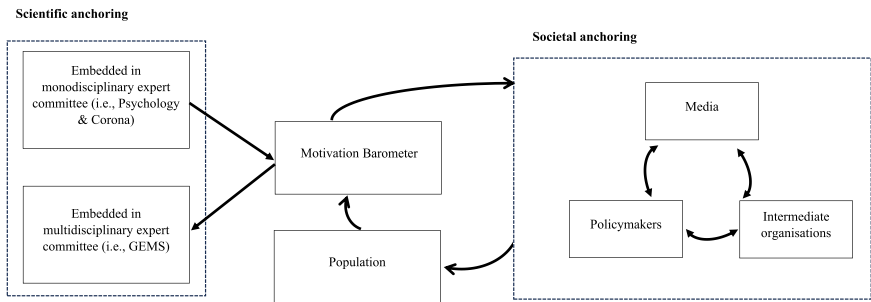 Scientific anchoring
Embedded in
monodisciplinary expert
committee (i.e., Psychology
& Corona)
Embedded in
multidisciplinary expert
committee (i.e., GEMS)
Motivation Barometer
Population
Societal anchoring
Media
Policymakers
Intermediate
organisations